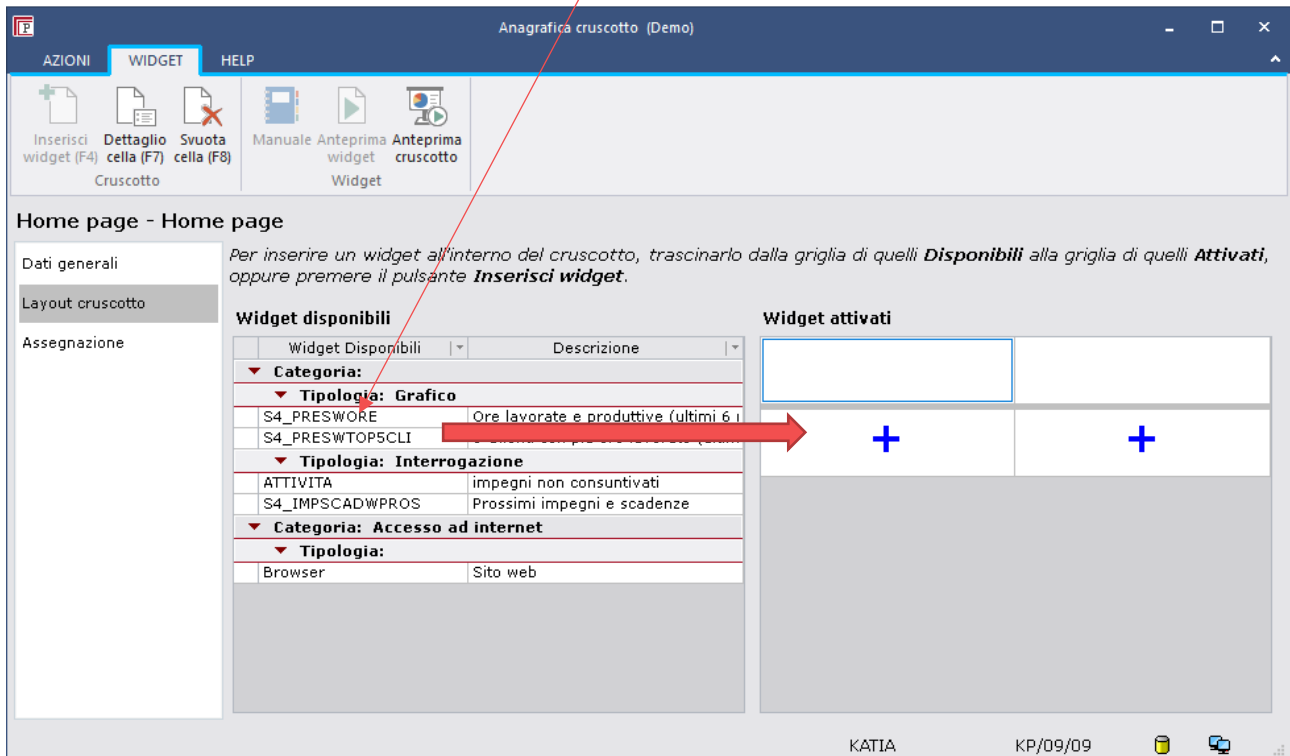 Anagrafica cruscotto (Demo)
AZIONI WIDGET HELP
Inserisci widget (F4)
Dettaglio cella (F7)
Svuota cella (F8)
Manuale
Anteprima widget
Anteprima cruscotto
Cruscotto
Widget
Home page - Home page
Dati generali
Layout cruscotto
Assegnazione
Per inserire un widget all'interno del cruscotto, trascinarlo dalla griglia di quelli Disponibili alla griglia di quelli Attivati,
oppure premere il pulsante Inserisci widget.
Widget disponibili
Widget Disponibili Descrizione
Categoria:
Tipologia: Grafico
S4_PRESWORE Ore lavorate e produttive (ultimi 6
S4_PRESWTOP5CLI
Tipologia: Interrogazione
ATTIVITA impegni non consuntivati
S4_IMPSCADWPROS Prossimi impegni e scadenze
Categoria: Accesso ad internet
Tipologia:
Browser Sito web
Widget attivati
KATIA KP/09/09